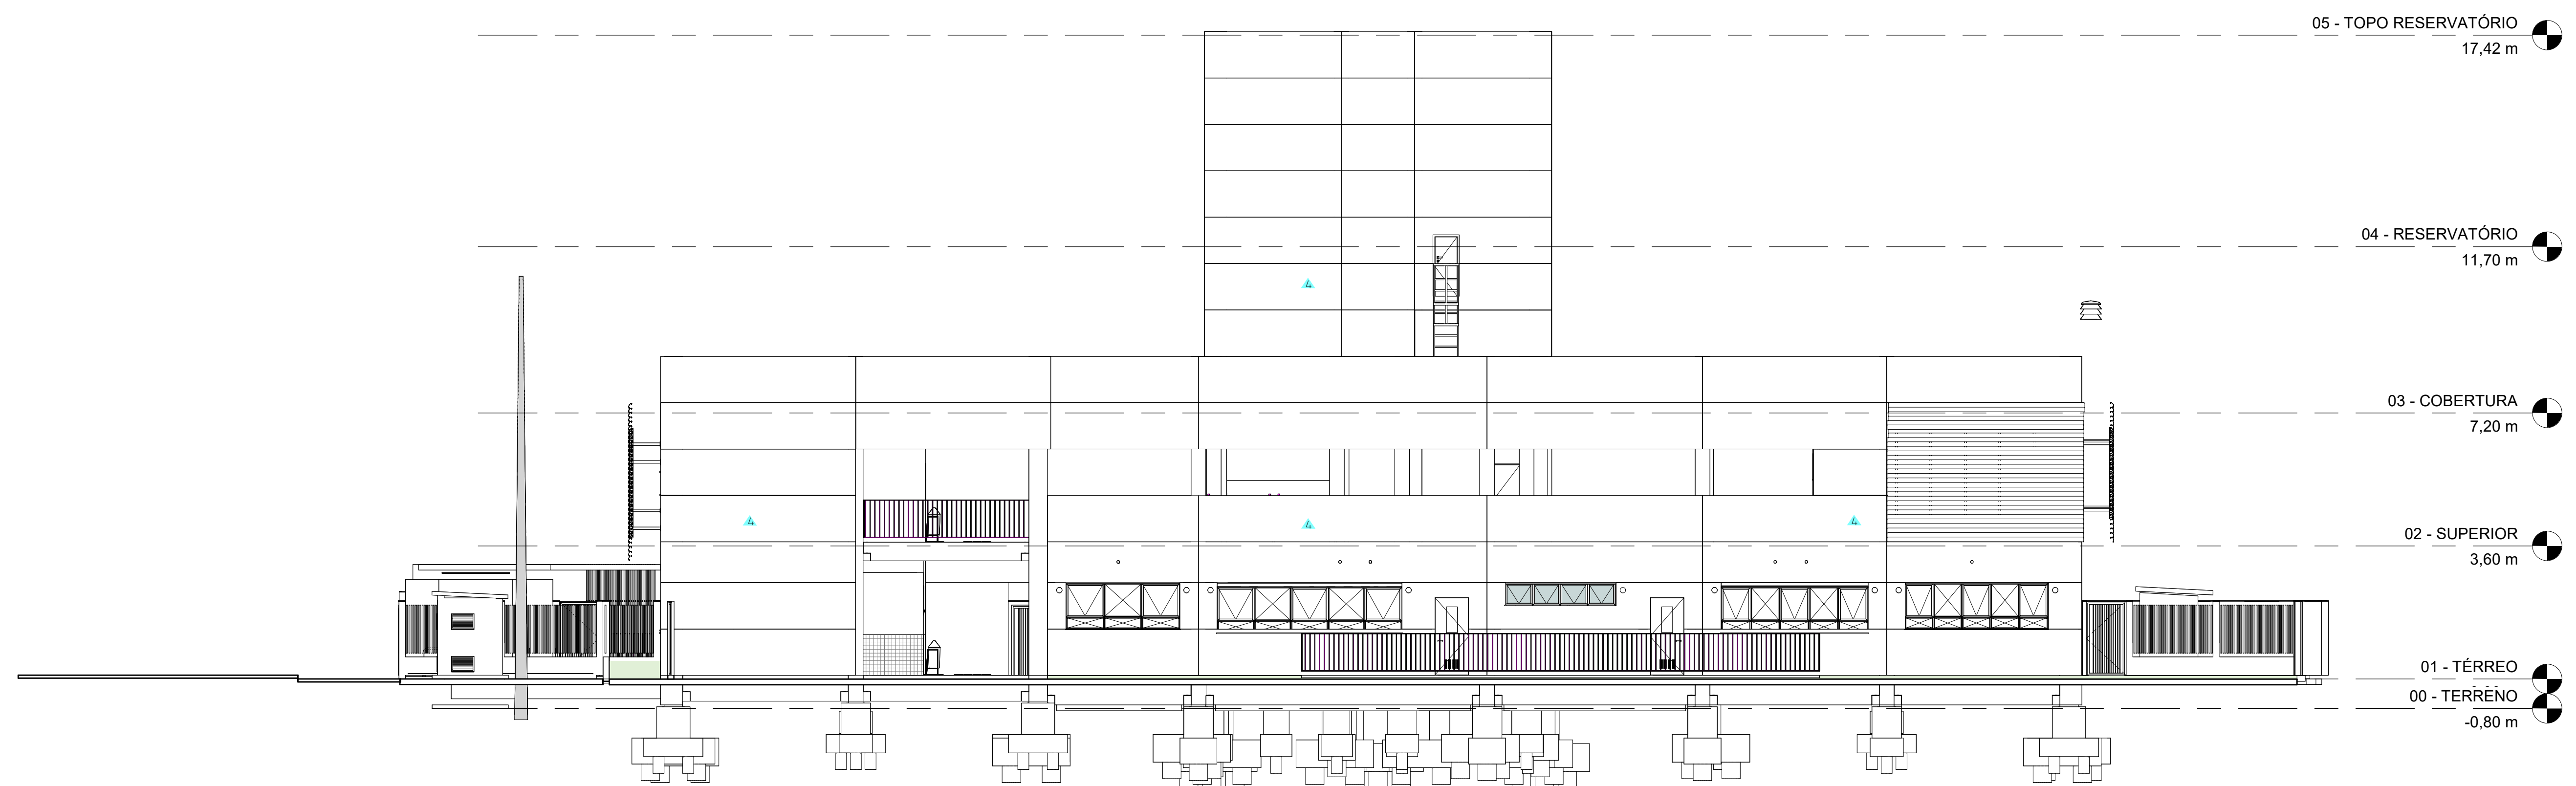 05 - TOPO RESERVATÓRIO
17,42 m
04 - RESERVATÓRIO
11,70 m
03 - COBERTURA
7,20 m
02 - SUPERIOR
3,60 m
01 - TÉRREO
00 - TERRENO
-0,80 m